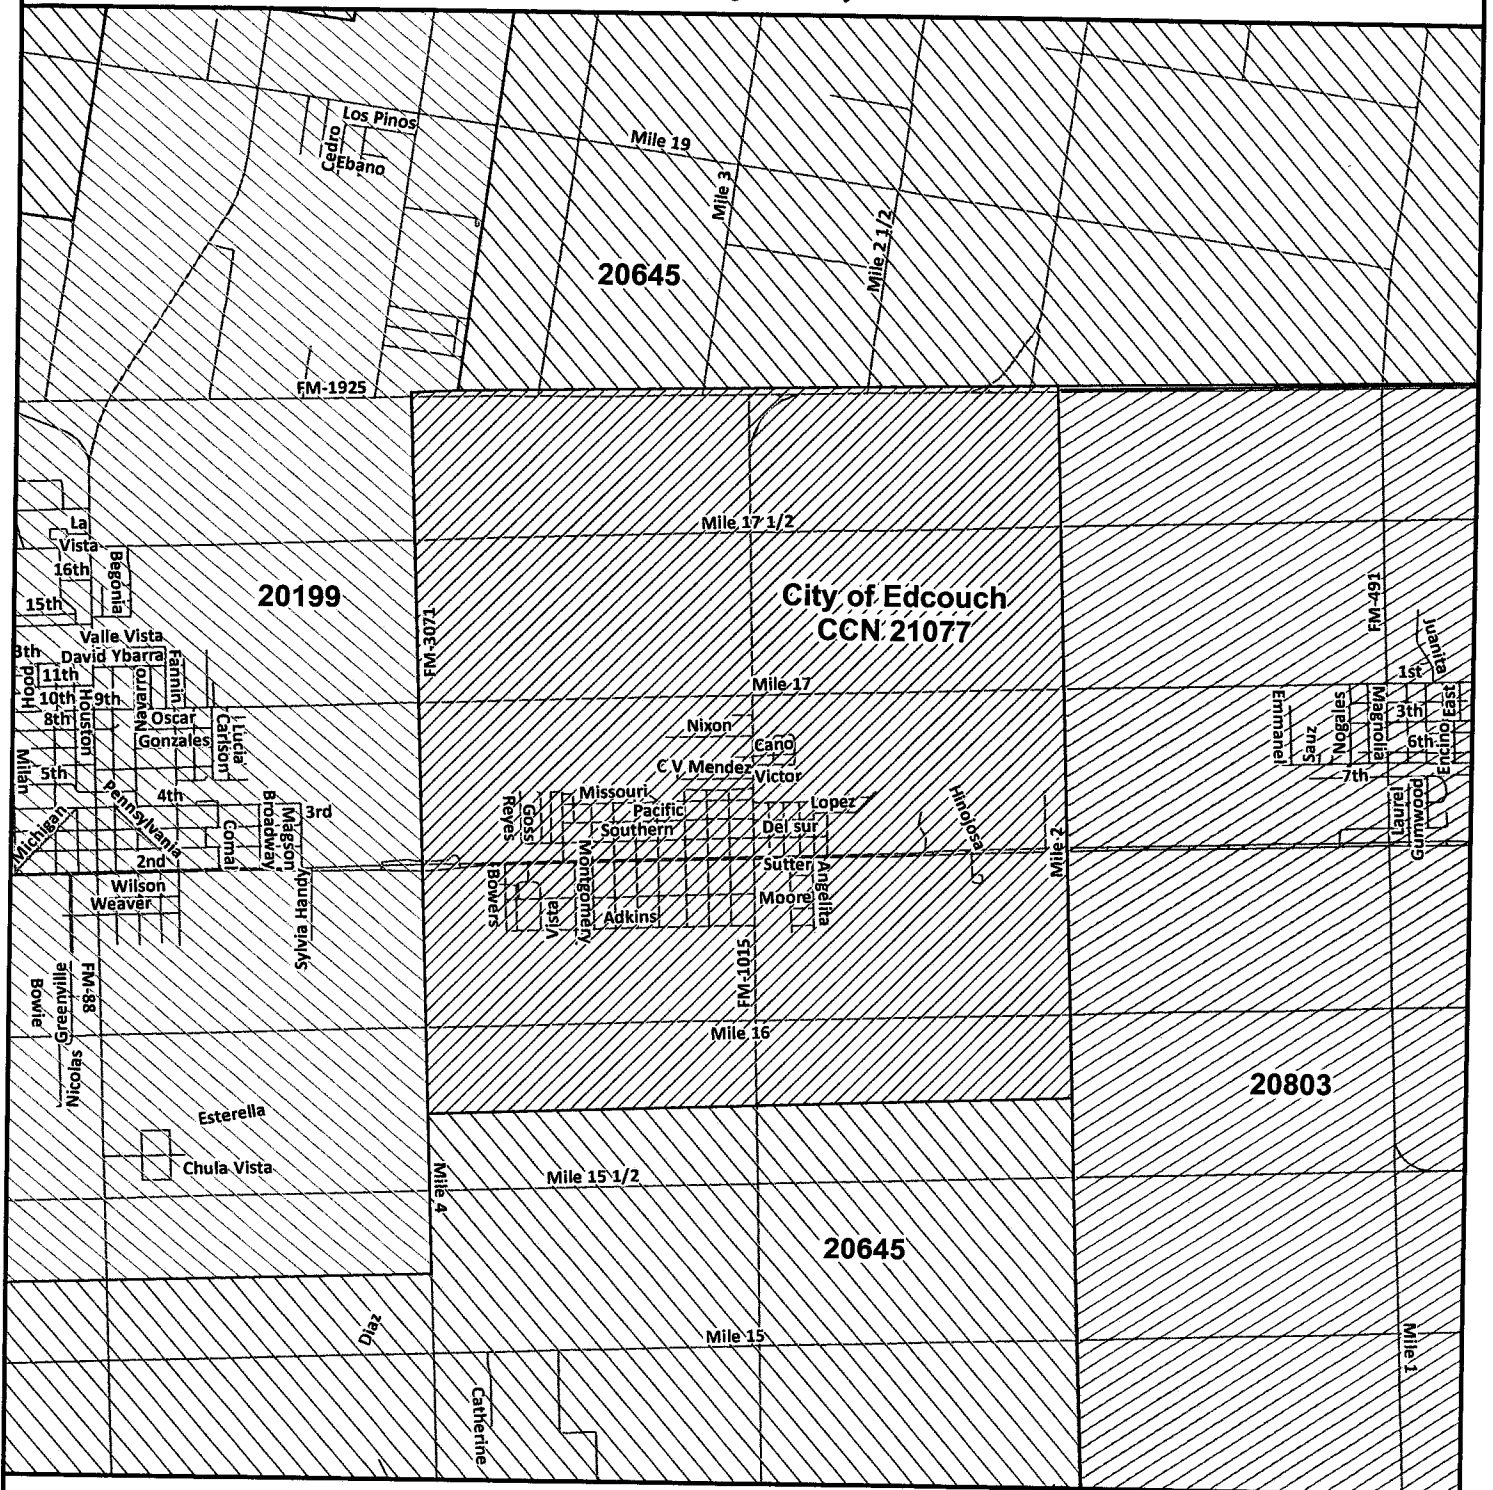 Los Pinos
Cedro
Ebano
Mile 19
Mile 3
Mile 2 1/2
20645
FM-1925
Mile 17 1/2
La
Vista
16th
Begonia
15th
20199
City of Edcouch
CCN 21077
FM-3071
FM-491
Juanita
Valle Vista
3th
David Ybarra
Fannin
11th
Hood
10th
Houston
9th
Navarro
8th
Oscar
Gonzales
Carlson
Lucia
Milan
5th
Mile 17
1st
Emmanel
Sauz
Nogales
Magnolia
3th
East
6th
Encino
7th
Nixon
Cano
C V Mendez
Victor
Missouri
Reyes
Goss
Pacific
Lopez
Southern
Del sur
Hinojosa
Mile 2
Laurel
Gumwood
Michigan
Pennsylvania
4th
Comal
Broadway
Magson
3rd
2nd
Wilson
Weaver
Sylvia Handy
Bowers
Vista
Montgomery
Adkins
Sutter
Moore
Angelita
FM-1015
Bowie
Greenville
FM-88
Nicolas
Mile 16
20803
Esterella
Chula Vista
Mile 4
Mile 15 1/2
20645
Diaz
Mile 15
Mile 1
Catherine